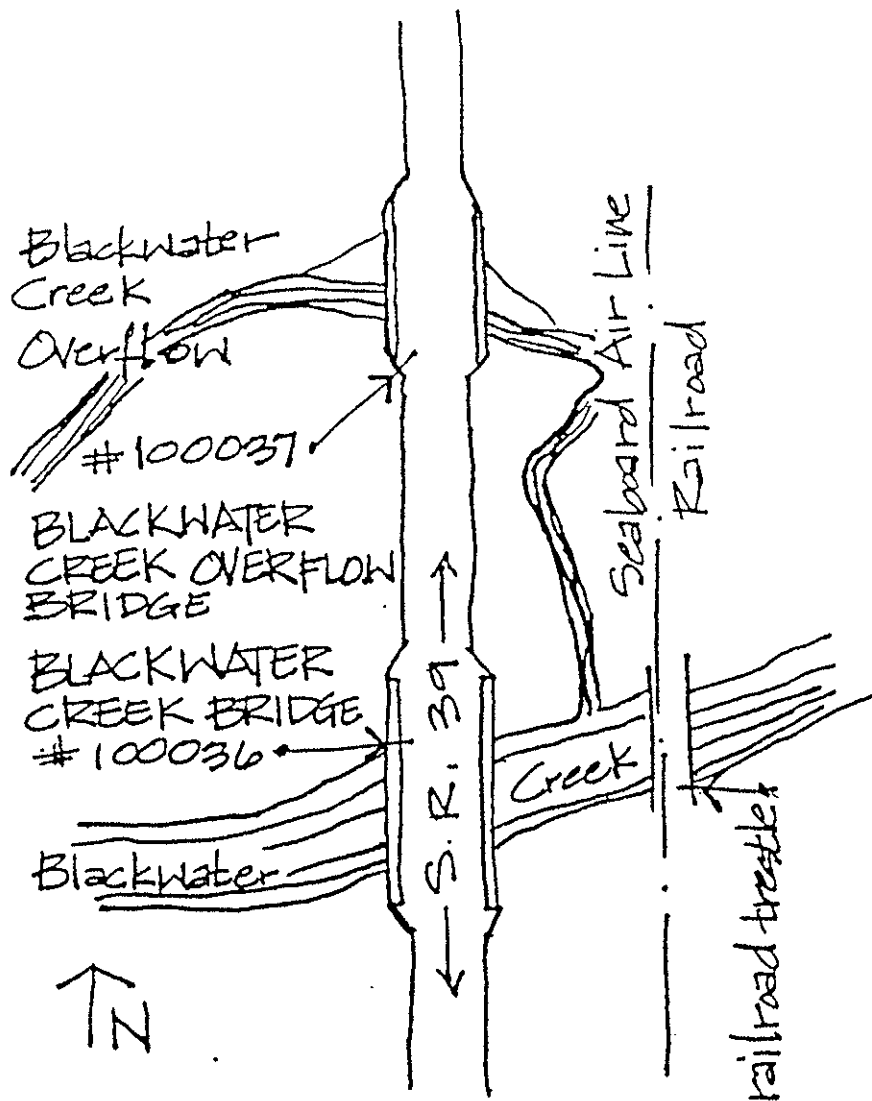 Blackwater
Creek
Overflow
#100037
BLACKWATER
CREEK OVERFLOW
BRIDGE
BLACKWATER
CREEK BRIDGE
#100036
Blackwater
Creek
S.R. 39
Seaboard Air Line
Railroad
railroad trestle
N